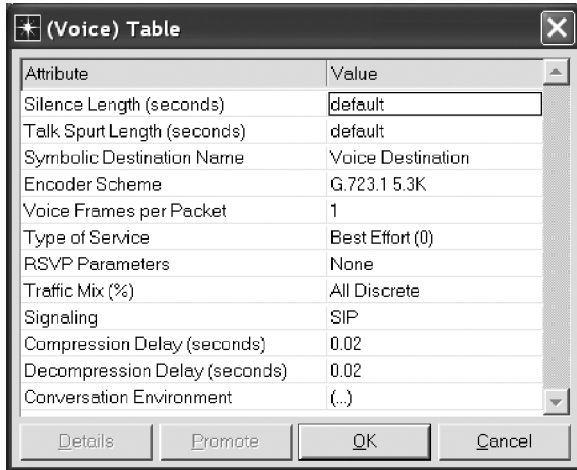 (Voice) Table
Attribute Value
Silence Length (seconds) default
Talk Spurt Length (seconds) default
Symbolic Destination Name Voice Destination
Encoder Scheme G.723.1 5.3K
Voice Frames per Packet 1
Type of Service Best Effort (0)
RSVP Parameters None
Traffic Mix (%) All Discrete
Signaling SIP
Compression Delay (seconds) 0.02
Decompression Delay (seconds) 0.02
Conversation Environment (...)
Details Promote OK Cancel